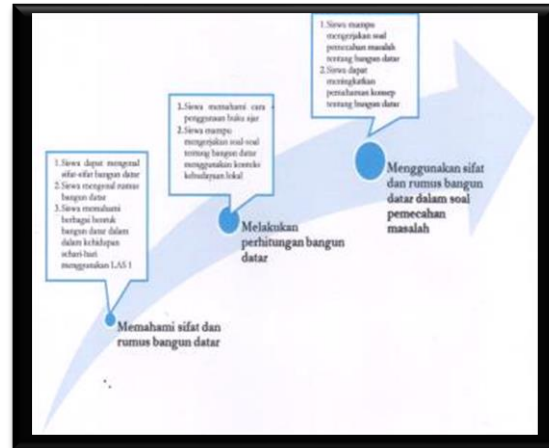 1. Siswa dapat mengenal
sifat-sifat bangun datar
2. Siswa mengenal rumus
bangun datar
3. Siswa memahami
berbagai bentuk
bangun datar dalam
dalam kehidupan
sehari-hari
menggunakan LAS 1
Memahami sifat dan
rumus bangun datar
1. Siswa memahami cara
penggunaan buku ajar
2. Siswa mampu
mengerjakan soal-soal
tentang bangun datar
menggunakan konteks
kebudayaan lokal
Melakukan
perhitungan bangun
datar
1. Siswa mampu
mengerjakan soal
pemecahan masalah
tentang bangun datar
2. Siswa dapat
meningkatkan
pemahaman konsep
tentang bangun datar
Menggunakan sifat
dan rumus bangun
datar dalam soal
pemecahan
masalah